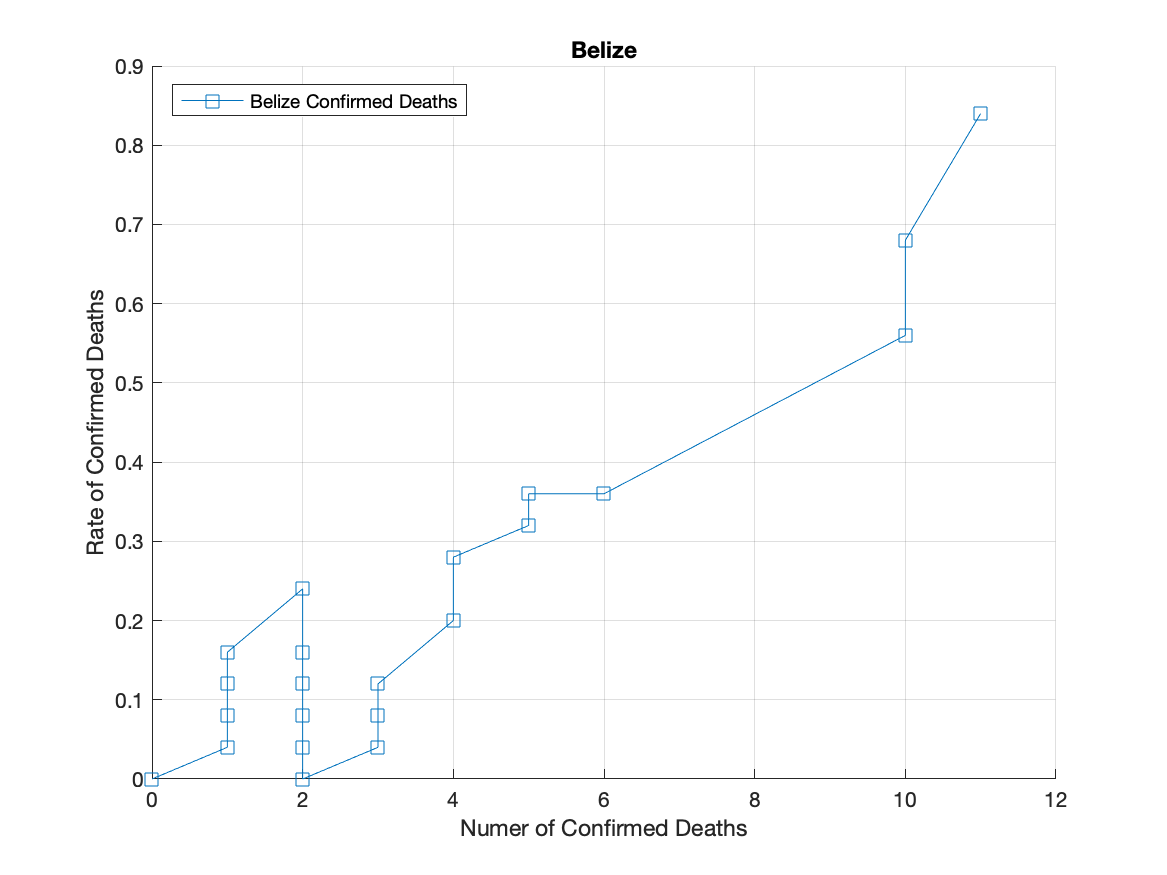 Belize
Belize Confirmed Deaths
0.9
0.8
0.7
0.6
0.5
0.4
0.3
0.2
0.1
0
Rate of Confirmed Deaths
0 2 4 6 8 10 12
Numer of Confirmed Deaths